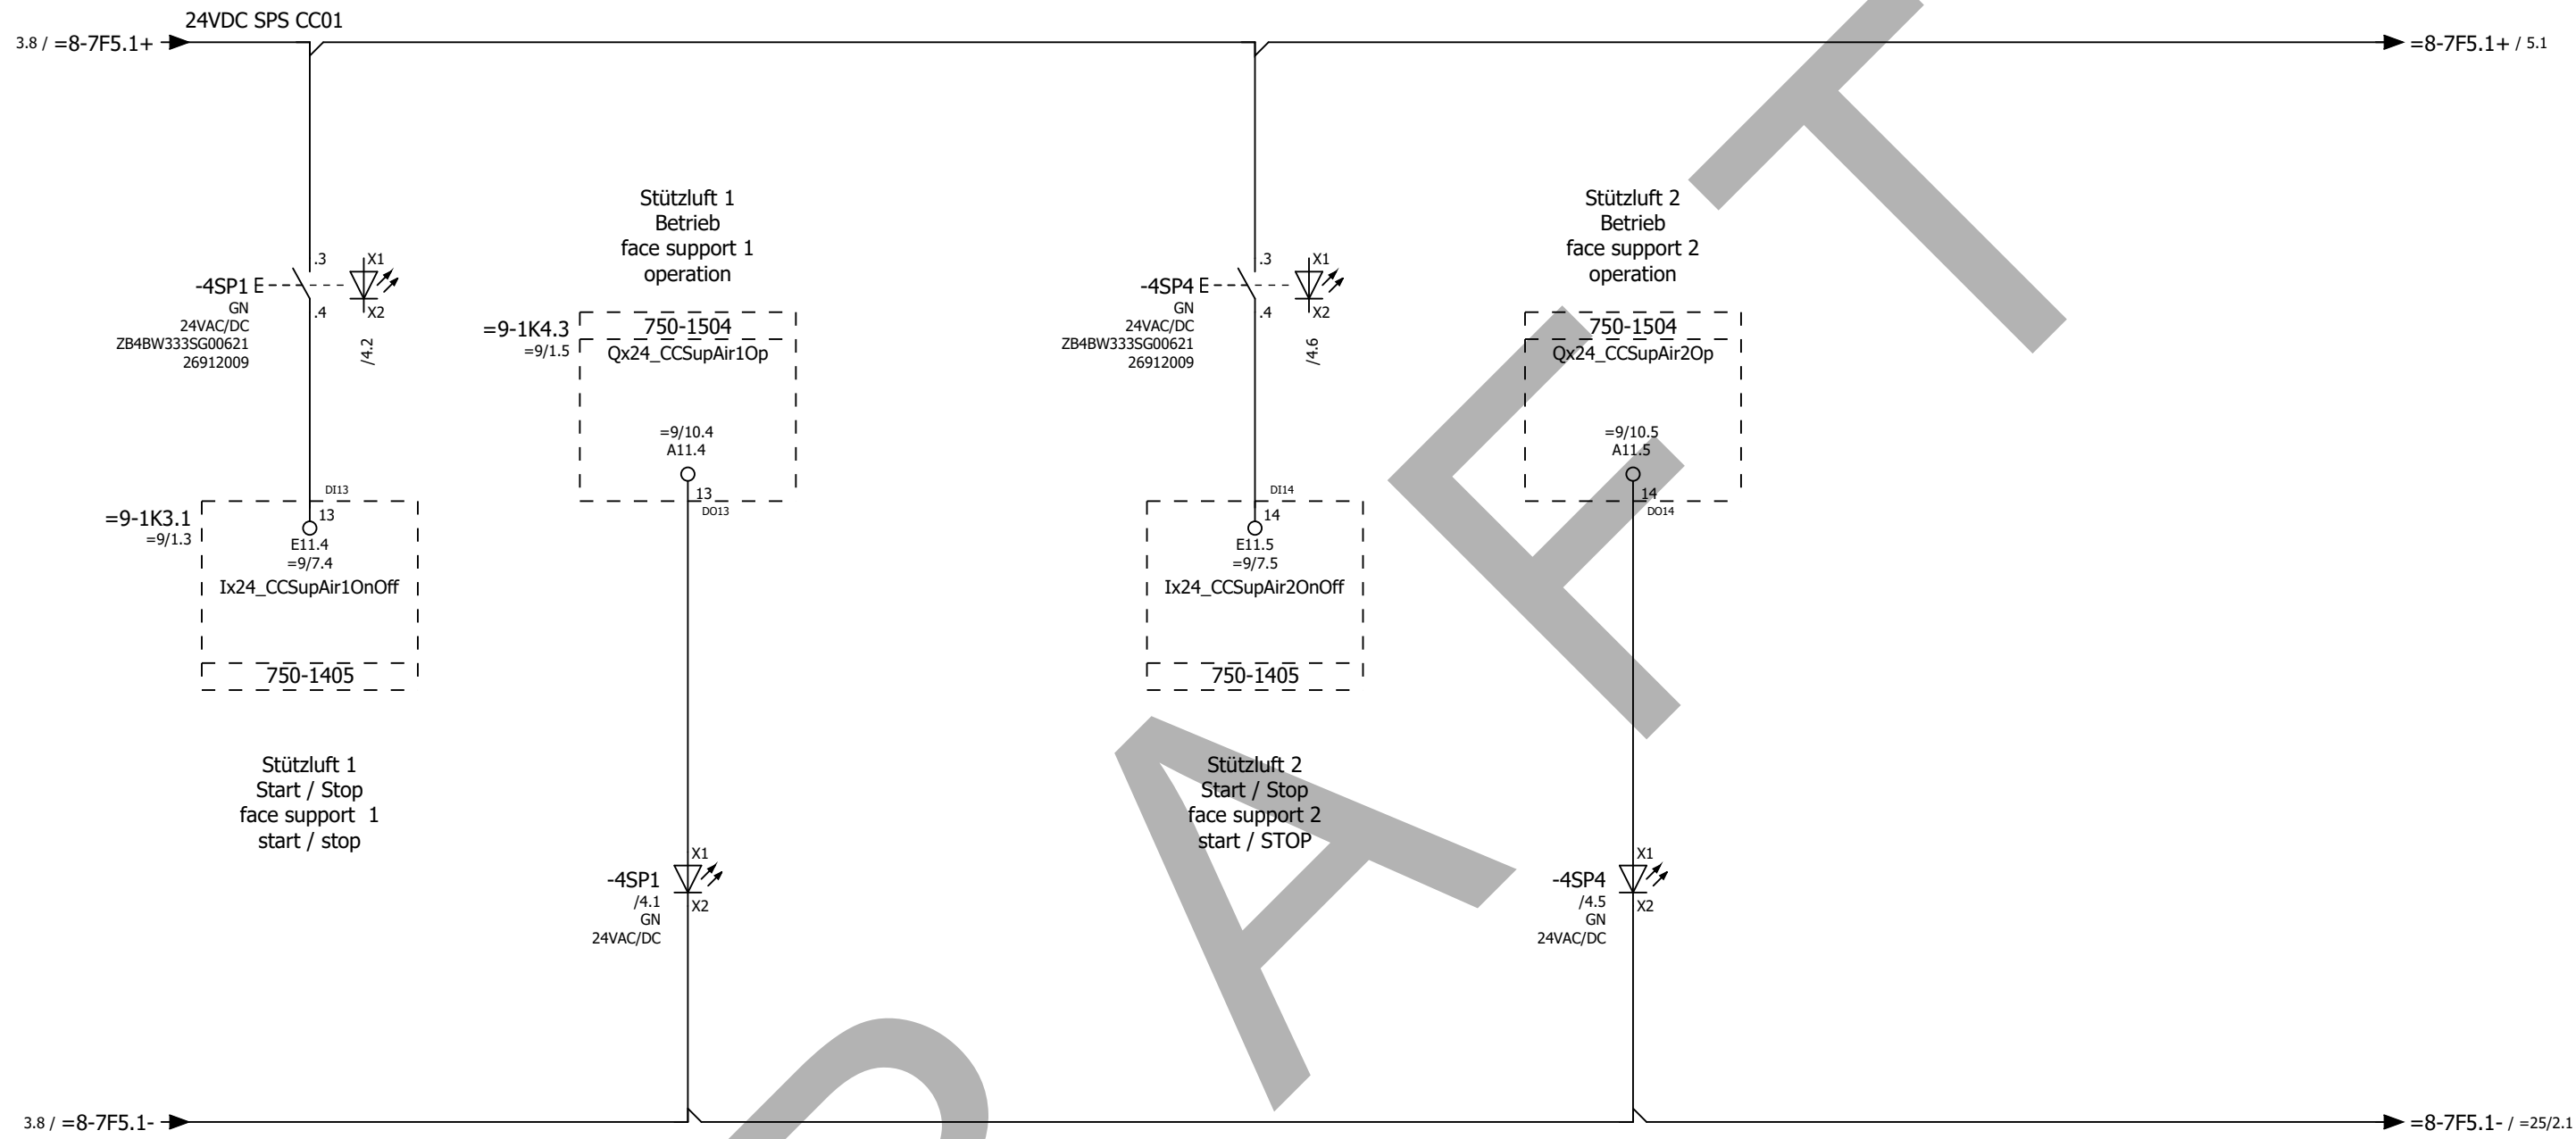 24VDC SPS CC01
3.8 / =8-7F5.1+
=8-7F5.1+ / 5.1
-4SP1 E
GN
24VAC/DC
ZB4BW333SG00621
26912009
.3
.4
X1
X2
/4.2
Stützluft 1
Betrieb
face support 1
operation
=9-1K4.3
=9/1.5
750-1504
Qx24_CCSupAir1Op
=9/10.4
A11.4
13
DO13
-4SP4 E
GN
24VAC/DC
ZB4BW333SG00621
26912009
.3
.4
X1
X2
/4.6
Stützluft 2
Betrieb
face support 2
operation
750-1504
Qx24_CCSupAir2Op
=9/10.5
A11.5
14
DO14
=9-1K3.1
=9/1.3
DI13
13
E11.4
=9/7.4
Ix24_CCSupAir1OnOff
750-1405
Stützluft 1
Start / Stop
face support 1
start / stop
DI14
14
E11.5
=9/7.5
Ix24_CCSupAir2OnOff
750-1405
Stützluft 2
Start / Stop
face support 2
start / STOP
-4SP1
/4.1
GN
24VAC/DC
X1
X2
-4SP4
/4.5
GN
24VAC/DC
X1
X2
3.8 / =8-7F5.1-
=8-7F5.1- / =25/2.1